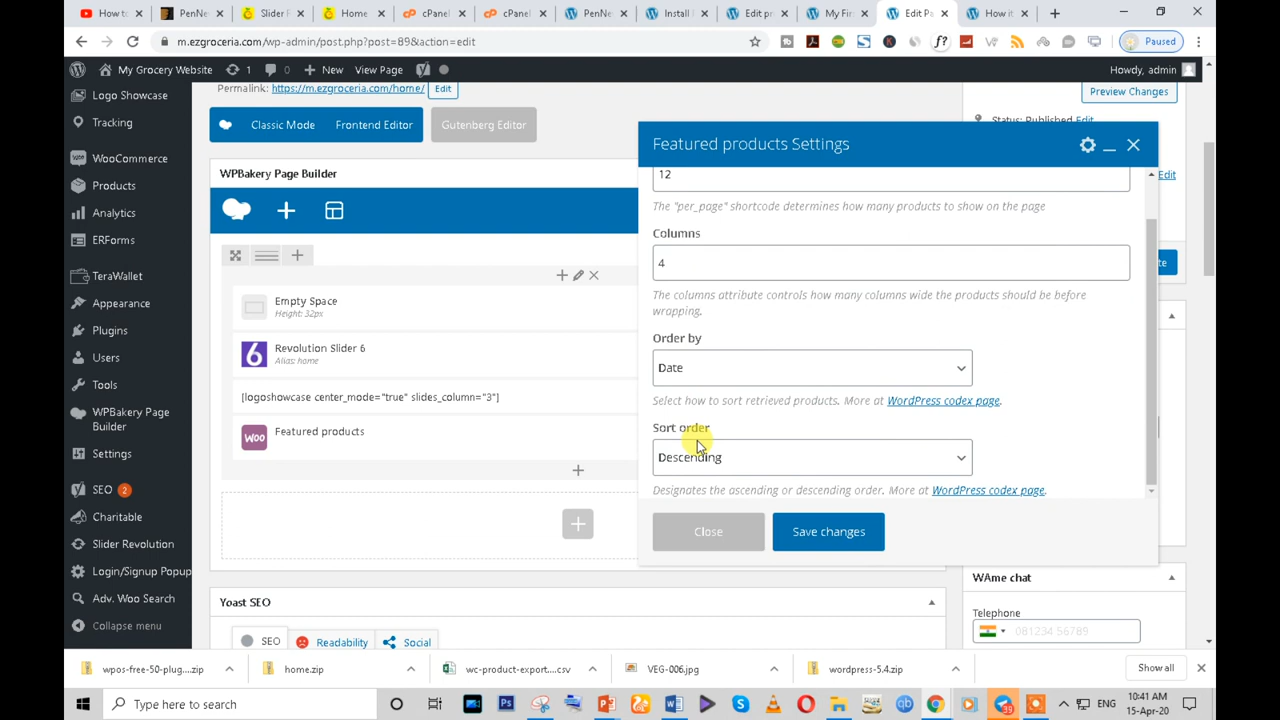 How to
PenNe
Slider F
Home
cPanel
cPanel
PenNe
Install
Edit pr
My Firs
Edit Pa
How it
m.ezgroceria.com/wp-admin/post.php?post=89&action=edit
Paused
My Grocery Website
1
0
New
View Page
Howdy, admin
Logo Showcase
Tracking
WooCommerce
Products
Analytics
ERForms
TeraWallet
Appearance
Plugins
Users
Tools
WPBakery Page
Builder
Settings
SEO 2
Charitable
Slider Revolution
Login/Signup Popup
Adv. Woo Search
Collapse menu
Permalink: https://m.ezgroceria.com/home/ Edit
Classic Mode
Frontend Editor
Gutenberg Editor
WPBakery Page Builder
Empty Space
Height: 32px
6
Revolution Slider 6
Alias: home
[logoshowcase center_mode="true" slides_column="3"]
Woo
Featured products
Yoast SEO
SEO
Readability
Social
Featured products Settings
12
The "per_page" shortcode determines how many products to show on the page
Columns
4
The columns attribute controls how many columns wide the products should be before
wrapping.
Order by
Date
Select how to sort retrieved products. More at WordPress codex page.
Sort order
Descending
Designates the ascending or descending order. More at WordPress codex page.
Close
Save changes
Preview Changes
Status: Published Edit
Edit
WAme chat
Telephone
081234 56789
wpos-free-50-plug....zip
home.zip
wc-product-export....csv
VEG-006.jpg
wordpress-5.4.zip
Show all
Type here to search
39
ENG
10:41 AM
15-Apr-20